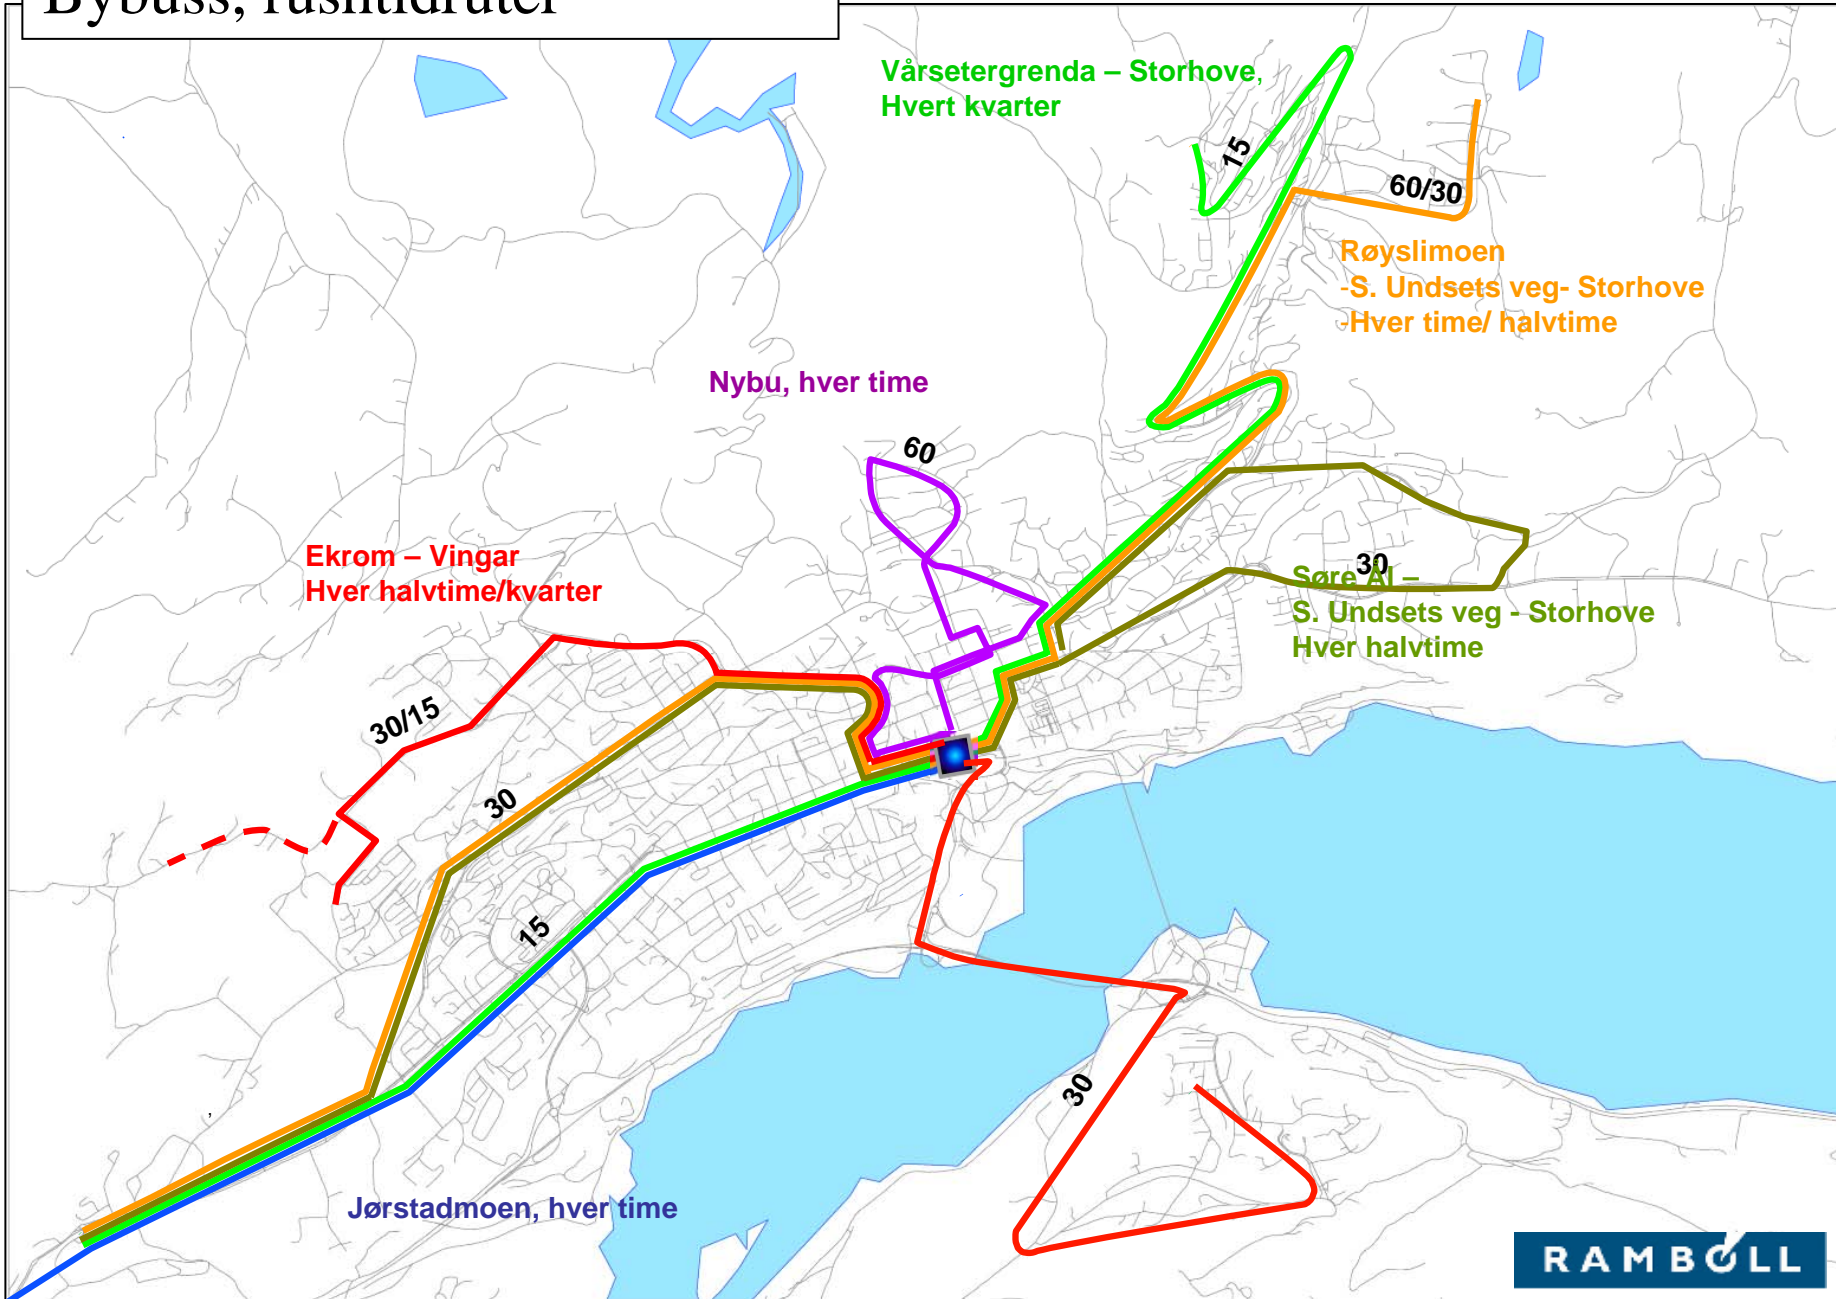 Bybuss, rushtidruter
Vårsetergrenda – Storhove,
Hvert kvarter
15
60/30
Røyslimoen
-S. Undsets veg- Storhove
-Hver time/ halvtime
Nybu, hver time
60
Ekrom – Vingar
Hver halvtime/kvarter
30
Søre Ål –
S. Undsets veg - Storhove
Hver halvtime
30/15
30
15
30
Jørstadmoen, hver time
RAMBØLL